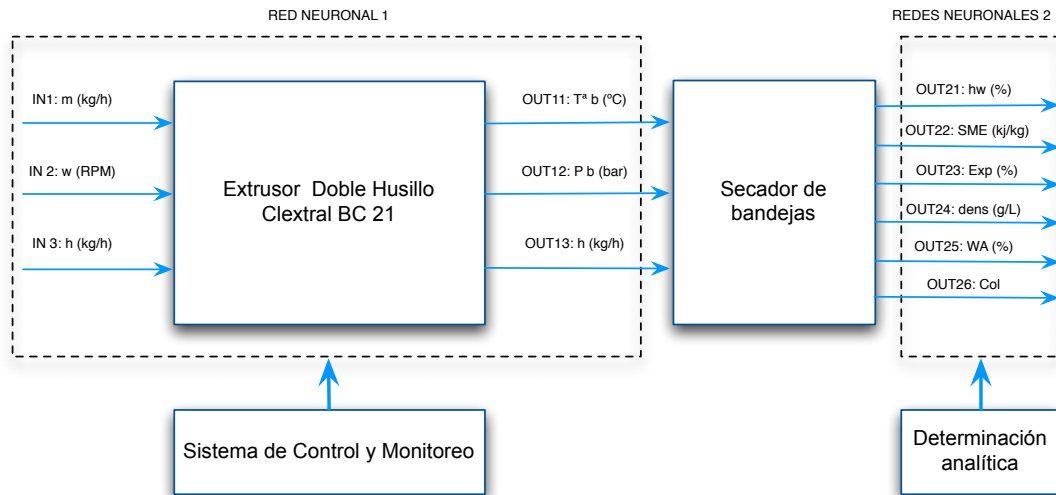 RED NEURONAL 1
REDES NEURONALES 2
IN1: m (kg/h)
IN 2: w (RPM)
IN 3: h (kg/h)
Extrusor Doble Husillo
Clextral BC 21
OUT11: Tª b (ºC)
OUT12: P b (bar)
OUT13: h (kg/h)
Secador de
bandejas
OUT21: hw (%)
OUT22: SME (kj/kg)
OUT23: Exp (%)
OUT24: dens (g/L)
OUT25: WA (%)
OUT26: Col
Sistema de Control y Monitoreo
Determinación
analítica